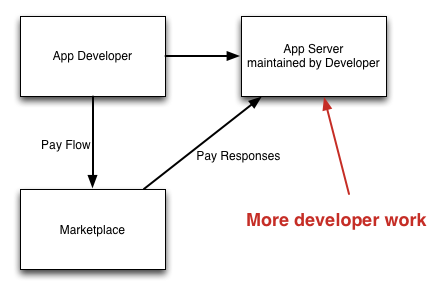 App Developer
App Server
maintained by Developer
Pay Flow
Pay Responses
Marketplace
More developer work